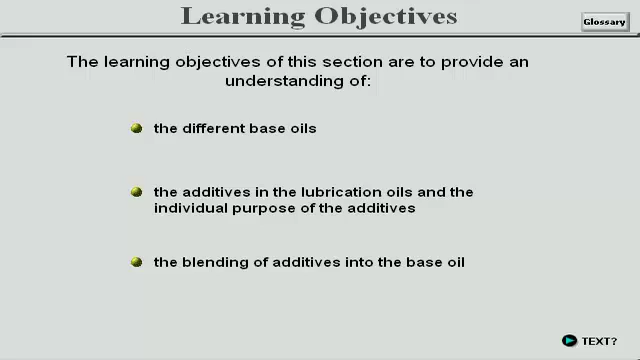 Learning Objectives
Glossary
The learning objectives of this section are to provide an
understanding of:
the different base oils
the additives in the lubrication oils and the
individual purpose of the additives
the blending of additives into the base oil
TEXT?